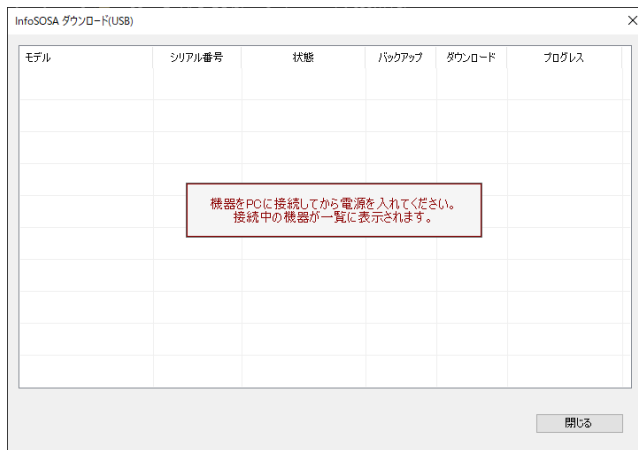 InfoSOSA ダウンロード(USB)
モデル シリアル番号 状態 バックアップ ダウンロード プログレス
機器をPCに接続してから電源を入れてください。
接続中の機器が一覧に表示されます。
閉じる